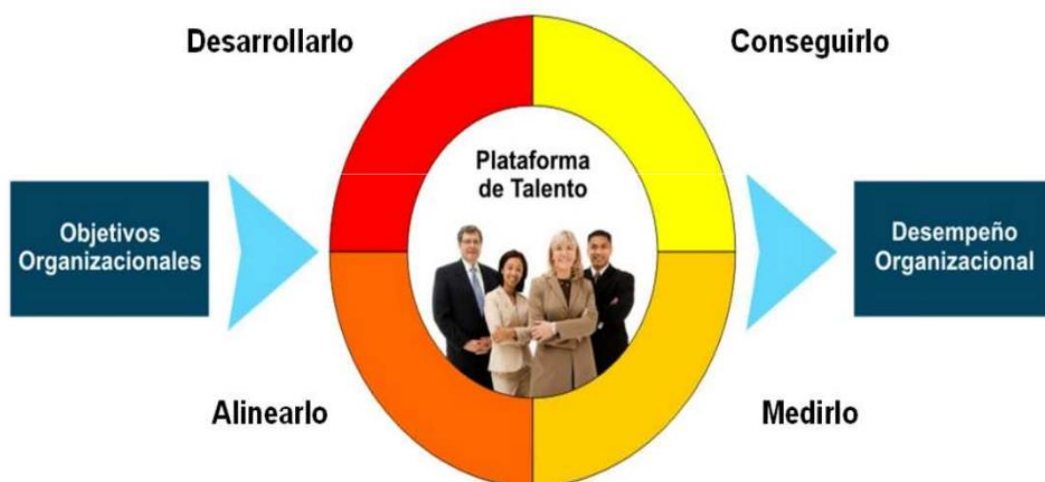 Desarrollarlo
Conseguirlo
Plataforma
de Talento
Objetivos
Organizacionales
Desempeño
Organizacional
Alinearlo
Medirlo